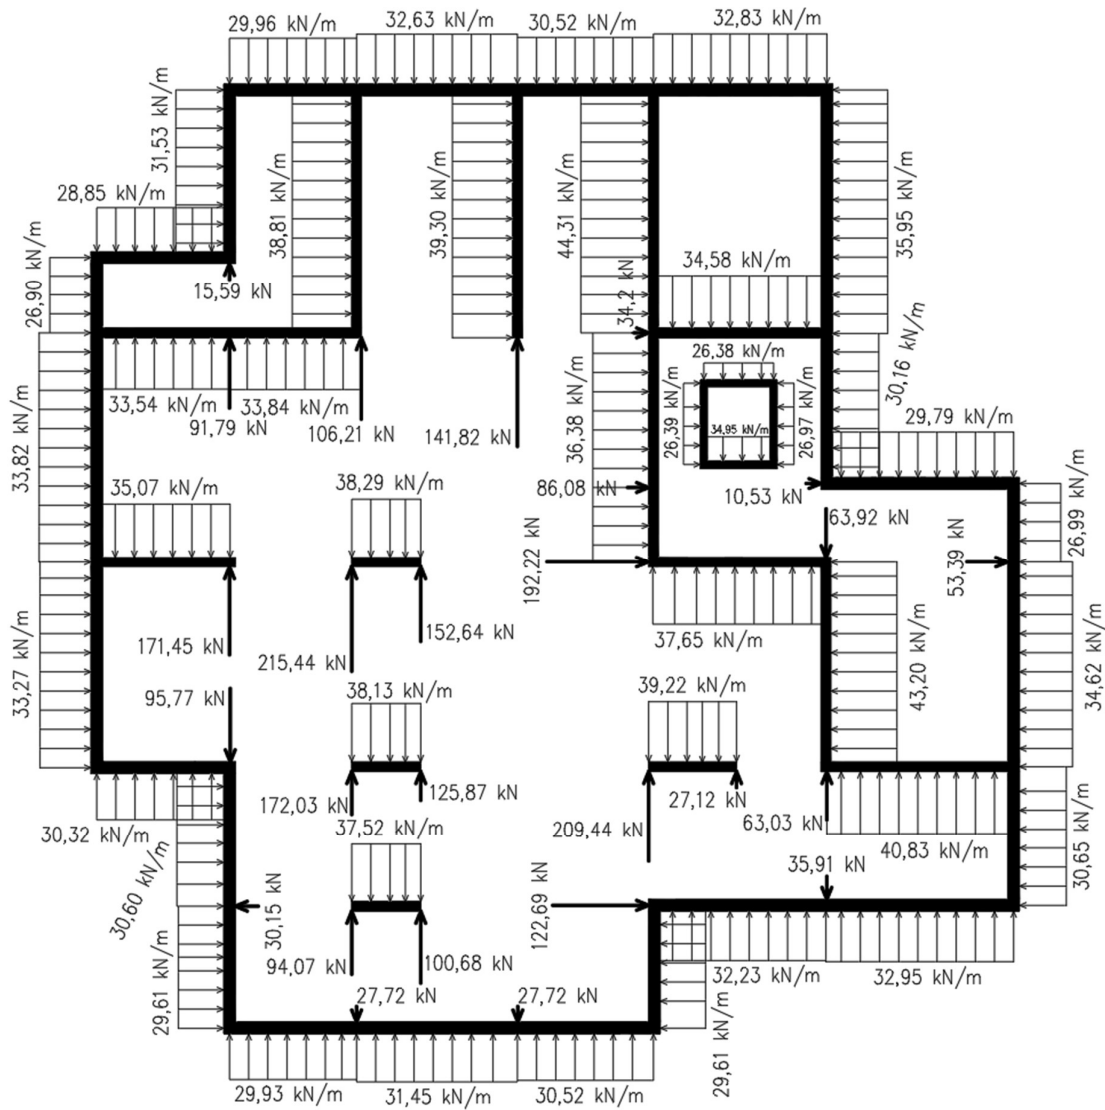 29,96 kN/m
32,63 kN/m
30,52 kN/m
32,83 kN/m
31,53 kN/m
28,85 kN/m
38,81 kN/m
39,30 kN/m
44,31 kN/m
35,95 kN/m
26,90 kN/m
15,59 kN
34,2 kN
34,58 kN/m
30,16 kN/m
33,82 kN/m
33,54 kN/m
33,84 kN/m
91,79 kN
106,21 kN
141,82 kN
36,38 kN/m
26,38 kN/m
26,39 kN/m
34,95 kN/m
26,97 kN/m
29,79 kN/m
35,07 kN/m
38,29 kN/m
86,08 kN
10,53 kN
63,92 kN
26,99 kN/m
192,22 kN
53,39 kN
33,27 kN/m
171,45 kN
215,44 kN
152,64 kN
37,65 kN/m
43,20 kN/m
34,62 kN/m
95,77 kN
38,13 kN/m
39,22 kN/m
30,32 kN/m
172,03 kN
125,87 kN
27,12 kN
209,44 kN
63,03 kN
40,83 kN/m
30,65 kN/m
37,52 kN/m
35,91 kN
30,60 kN/m
30,15 kN
122,69 kN
94,07 kN
100,68 kN
29,61 kN/m
27,72 kN
27,72 kN
32,23 kN/m
32,95 kN/m
29,61 kN/m
29,93 kN/m
31,45 kN/m
30,52 kN/m